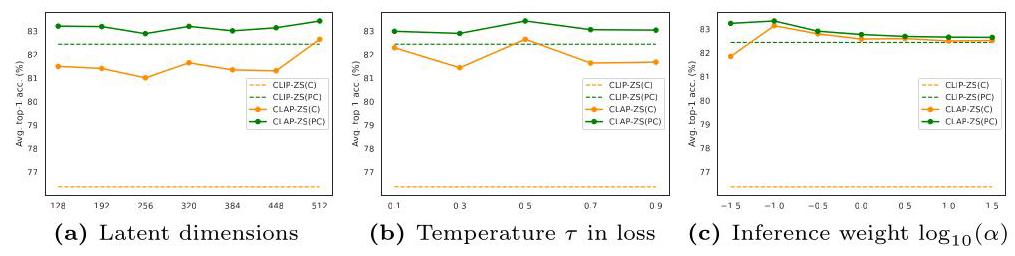 Avg. top-1 acc. (%)
83
82
81
80
79
78
77
128 192 256 320 384 448 512
CLIP-ZS(C)
CLIP-ZS(PC)
CLAP-ZS(C)
CLAP-ZS(PC)
(a) Latent dimensions
Avg. top 1 acc. (%)
83
82
81
80
79
78
77
0.1 0.3 0.5 0.7 0.9
CLIP-ZS(C)
CLIP-ZS(PC)
CLAP-ZS(C)
CLAP-ZS(PC)
(b) Temperature τ in loss
Avg. top-1 acc. (%)
83
82
81
80
79
78
77
−1.5 −1.0 −0.5 0.0 0.5 1.0 1.5
CLIP-ZS(C)
CLIP-ZS(PC)
CLAP-ZS(C)
CLAP-ZS(PC)
(c) Inference weight log₁₀(α)